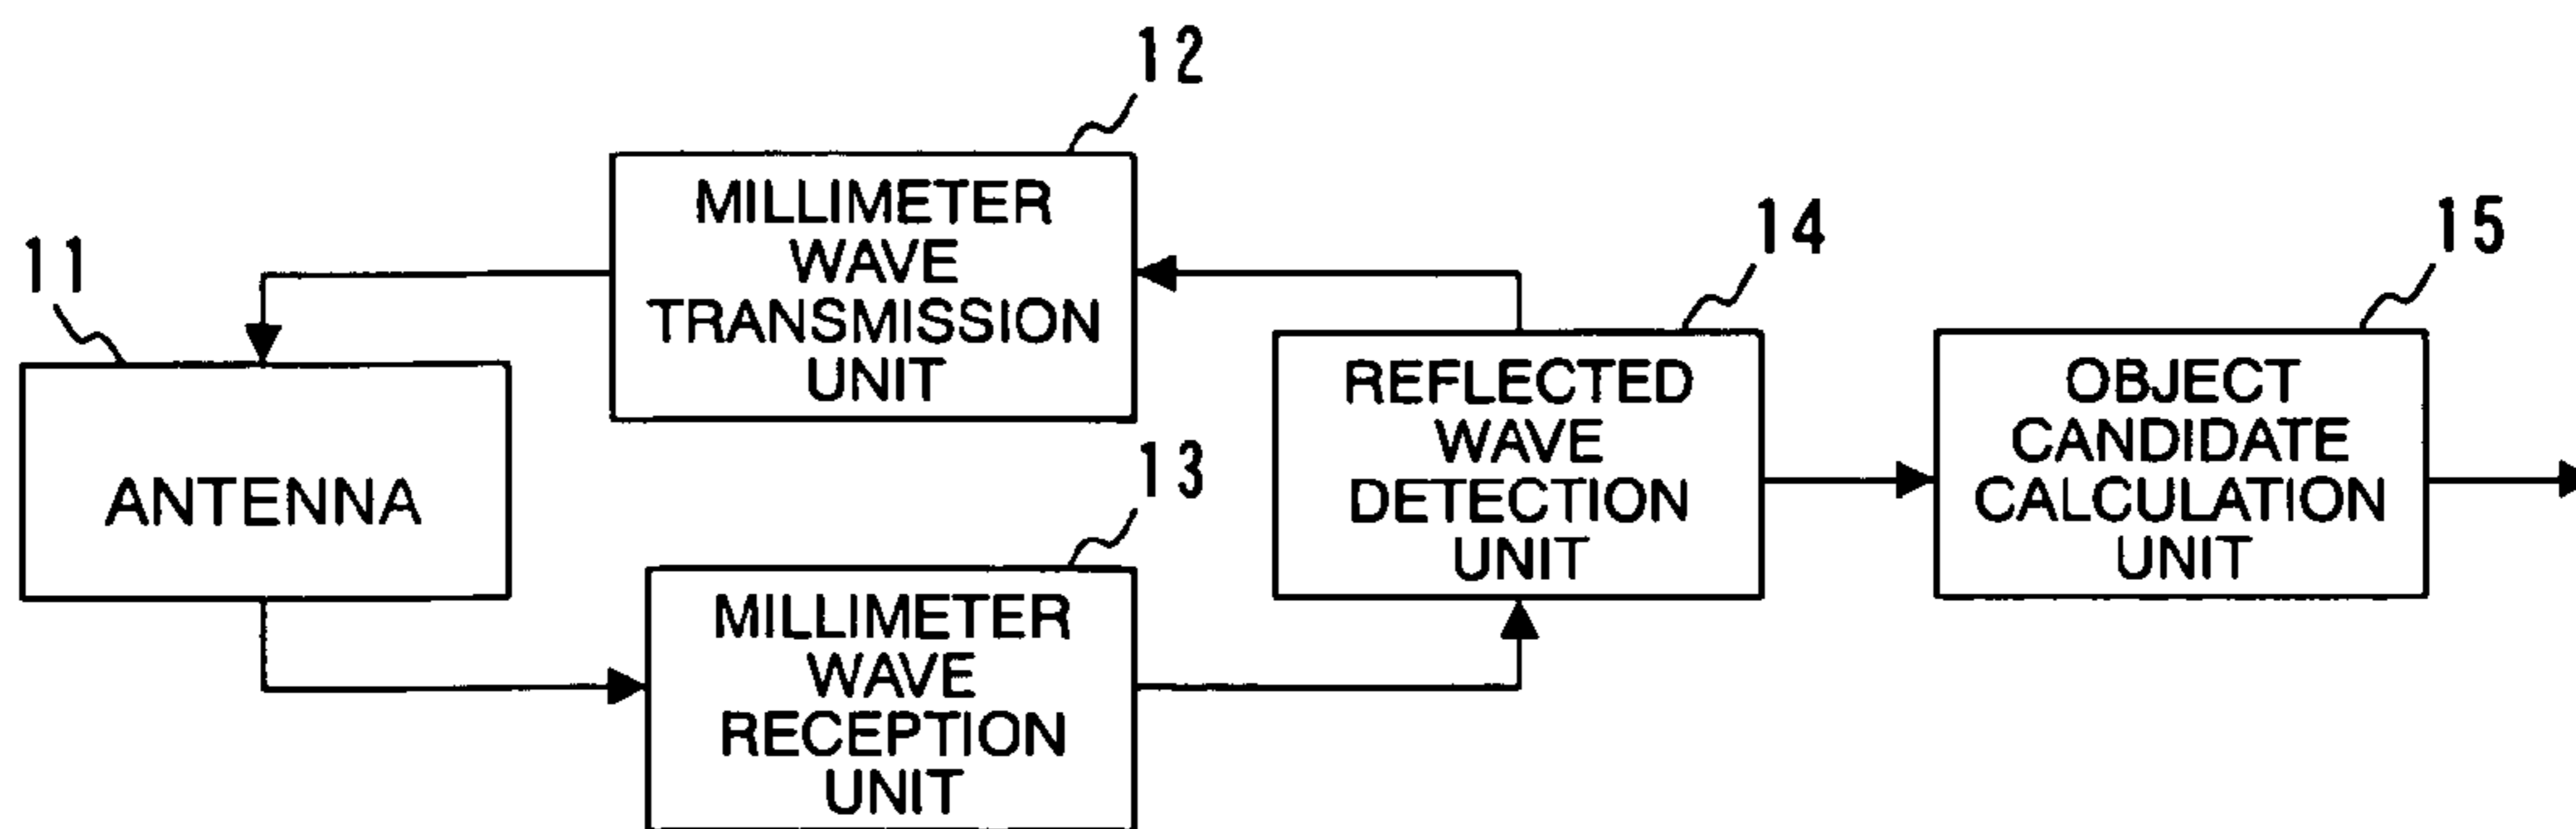 12
MILLIMETER
WAVE
TRANSMISSION
UNIT
11
ANTENNA
13
MILLIMETER
WAVE
RECEPTION
UNIT
14
REFLECTED
WAVE
DETECTION
UNIT
15
OBJECT
CANDIDATE
CALCULATION
UNIT